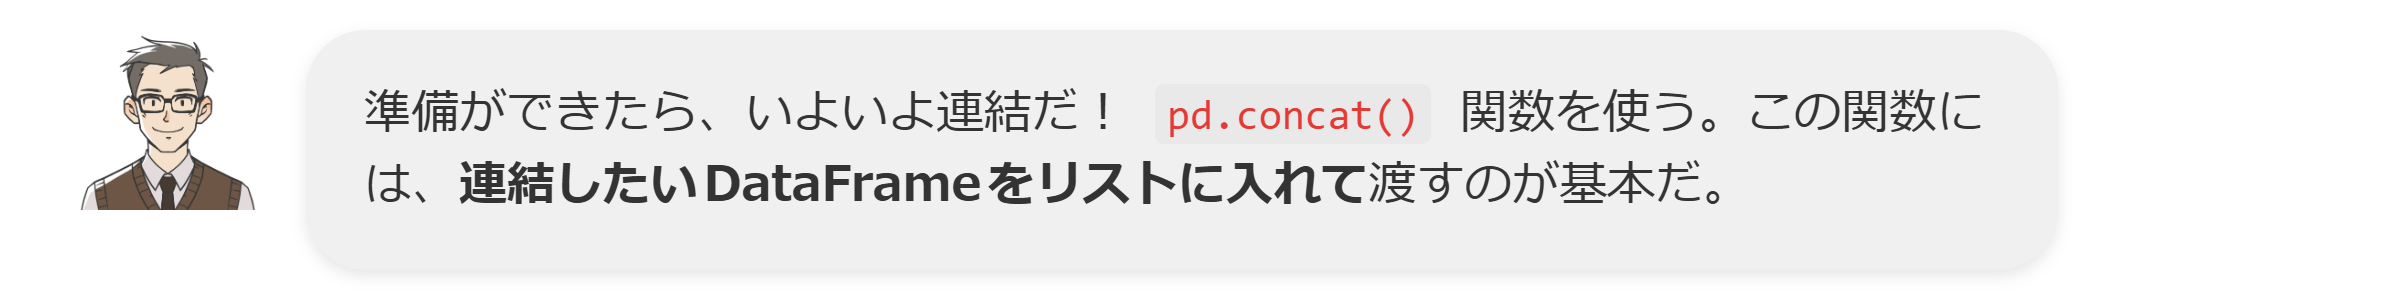 準備ができたら、いよいよ連結だ！ pd.concat() 関数を使う。この関数に
は、連結したいDataFrameをリストに入れて渡すのが基本だ。